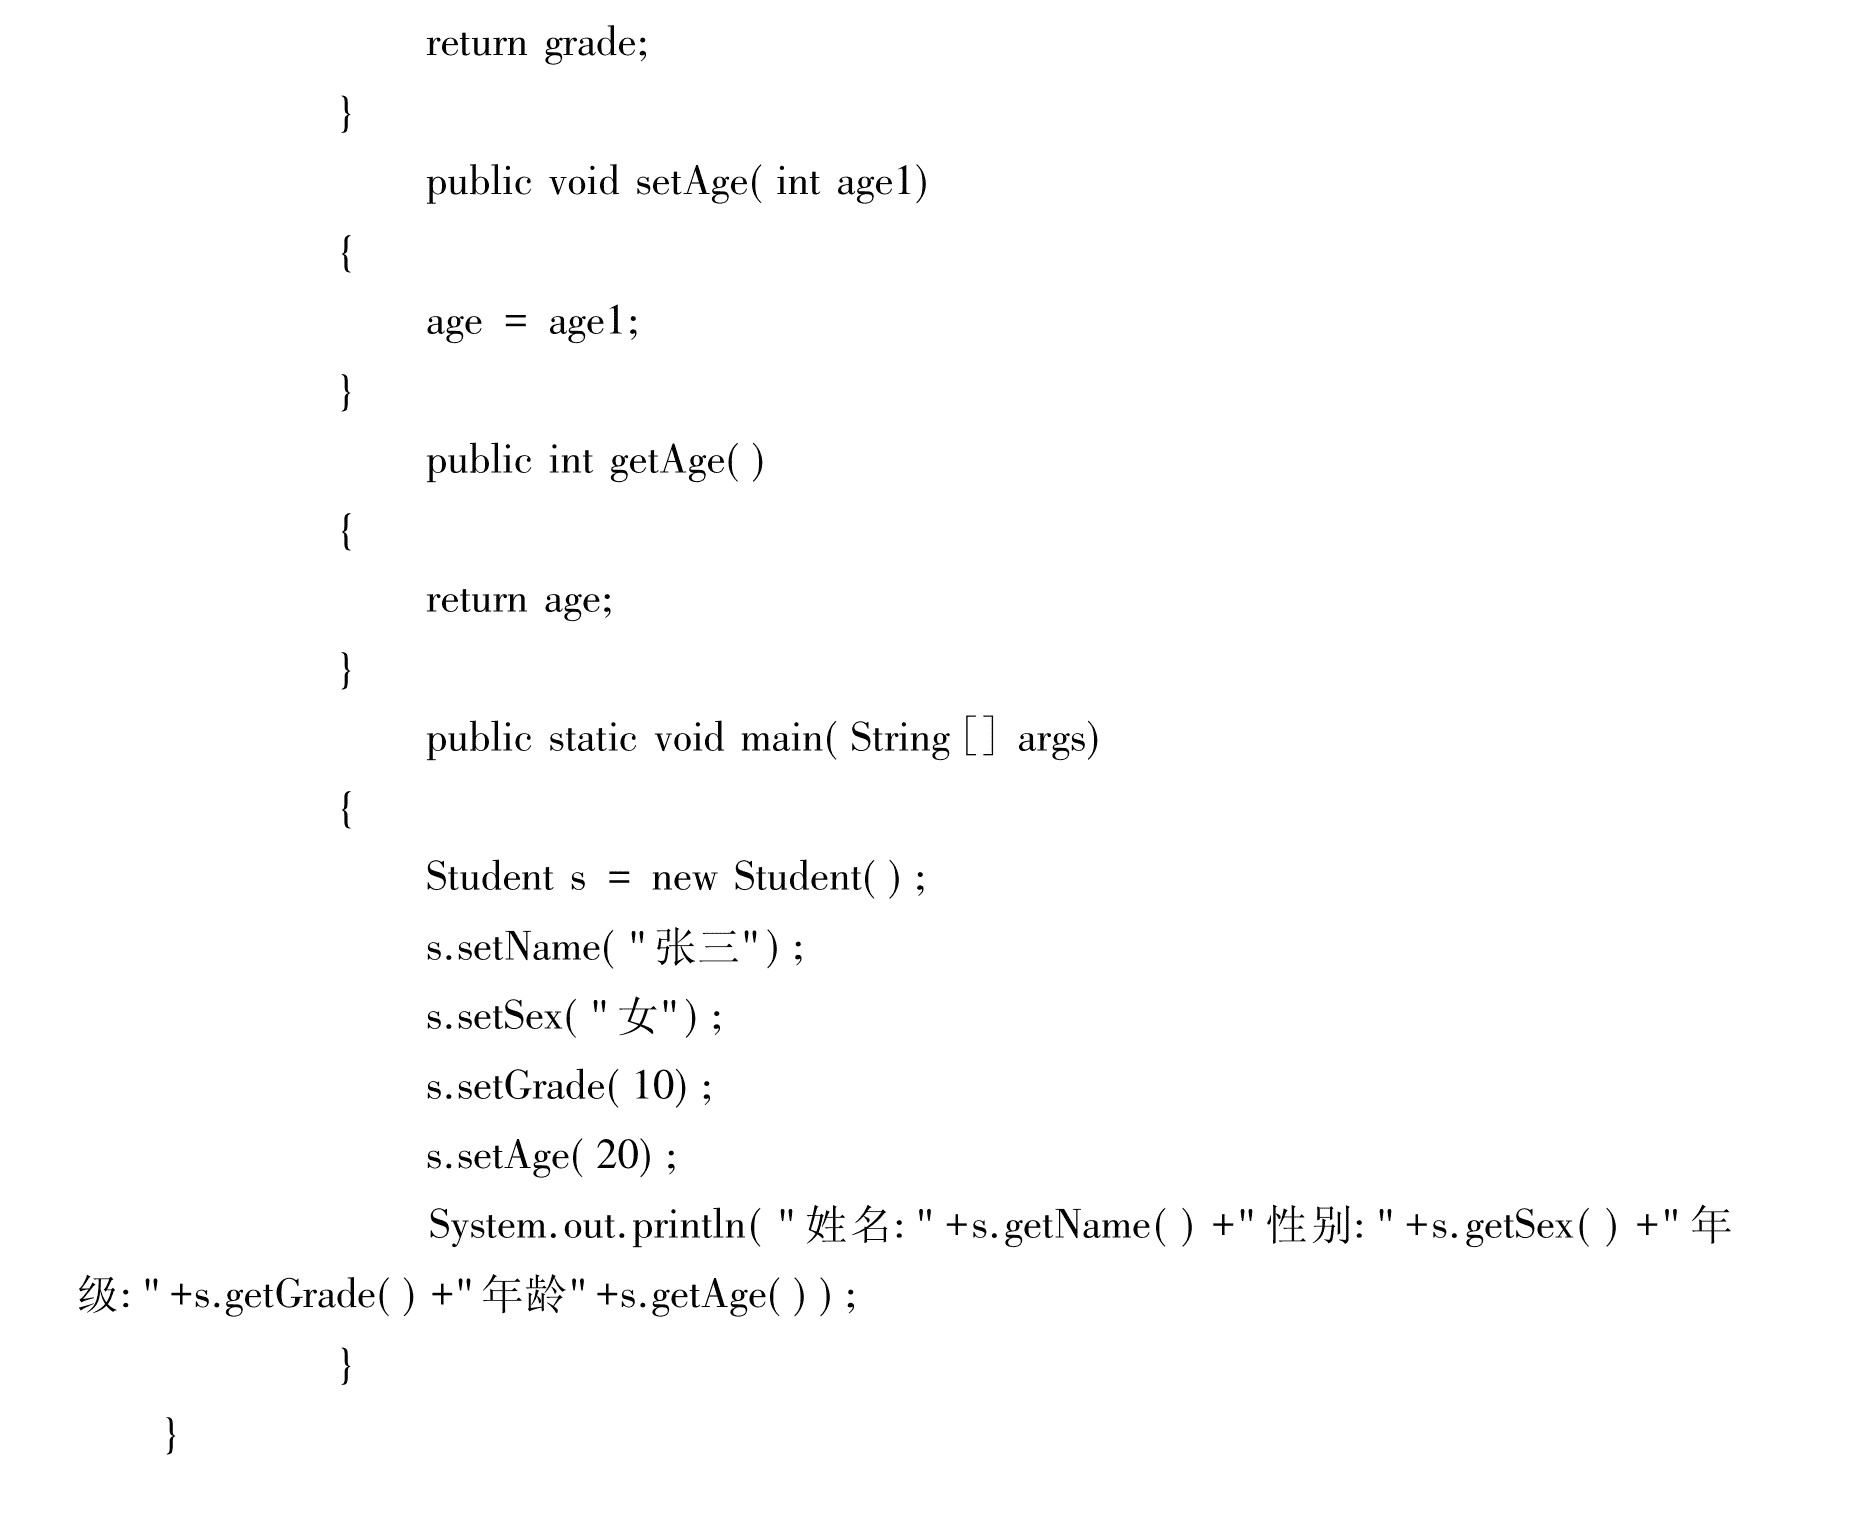 return grade;
}
public void setAge( int age1)
{
age = age1;
}
public int getAge( )
{
return age;
}
public static void main( String [] args)
{
Student s = new Student( ) ;
s.setName( "张三") ;
s.setSex( "女") ;
s.setGrade( 10) ;
s.setAge( 20) ;
System.out.println( "姓名: "+s.getName( ) +"性别: "+s.getSex( ) +"年
级: "+s.getGrade( ) +"年龄"+s.getAge( ) ) ;
}
}